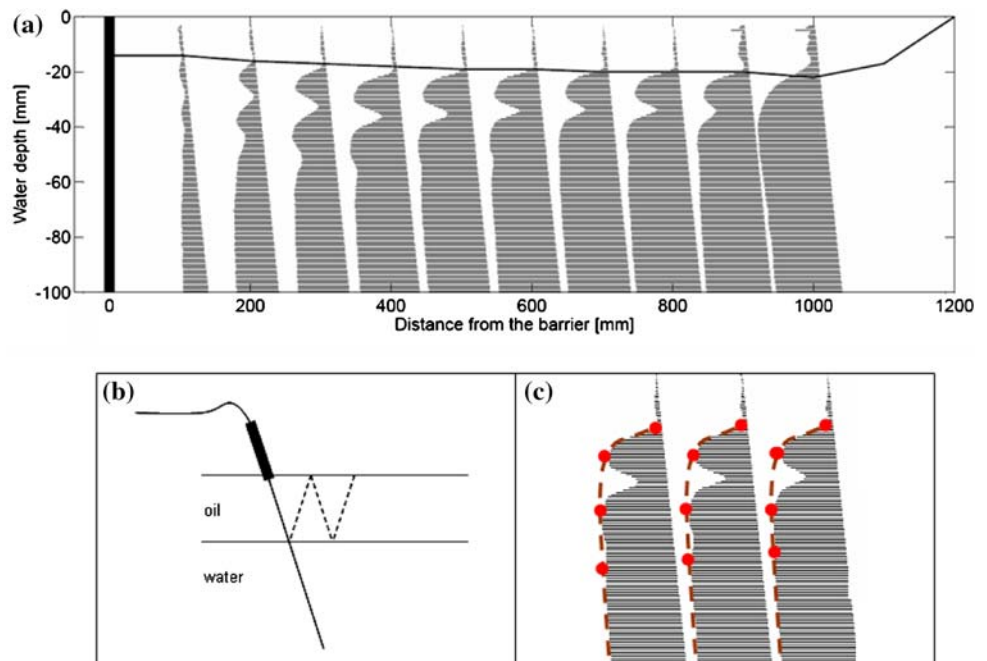 (a)
0
-20
-40
-60
-80
-100
Water depth [mm]
0 200 400 600 800 1000 1200
Distance from the barrier [mm]
(b)
oil
water
(c)